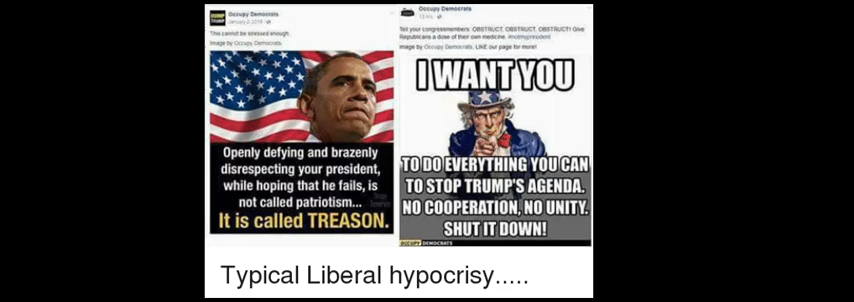 Occupy Democrats
This cannot be stressed enough.
Image by Occupy Democrats
Openly defying and brazenly
disrespecting your president,
while hoping that he fails, is
not called patriotism...
It is called TREASON.
Occupy Democrats
Tell your congressmembers: OBSTRUCT, OBSTRUCT, OBSTRUCT! Give
Republicans a dose of their own medicine. #notmypresident
Image by Occupy Democrats, LIKE our page for more!
I WANT YOU
TO DO EVERYTHING YOU CAN
TO STOP TRUMP'S AGENDA.
NO COOPERATION, NO UNITY.
SHUT IT DOWN!
OCCUPY DEMOCRATS
Typical Liberal hypocrisy.....